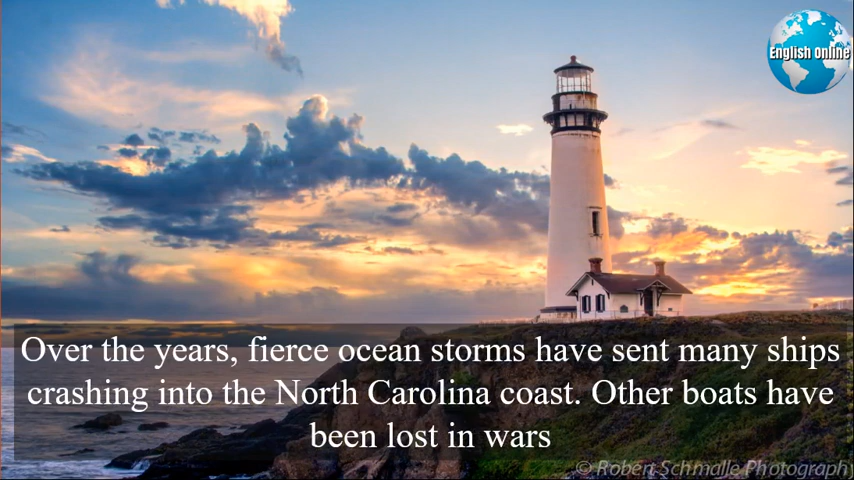 English online
Over the years, fierce ocean storms have sent many ships
crashing into the North Carolina coast. Other boats have
been lost in wars
© Robert Schmalle Photography